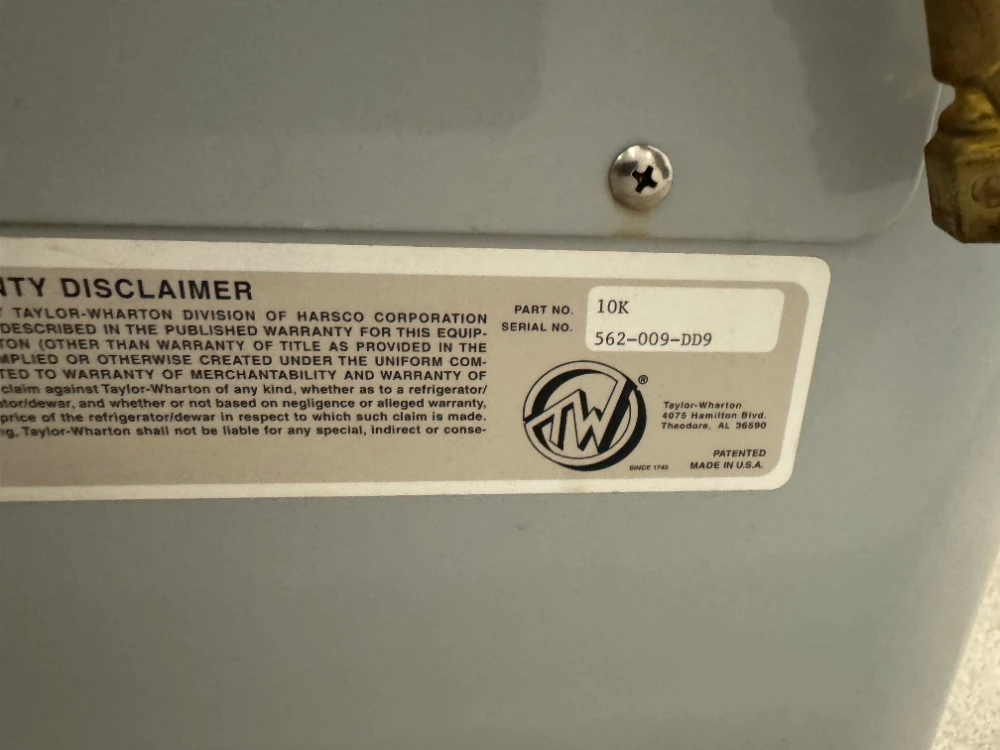 NTY DISCLAIMER
TAYLOR-WHARTON DIVISION OF HARSCO CORPORATION
DESCRIBED IN THE PUBLISHED WARRANTY FOR THIS EQUIP-
TON (OTHER THAN WARRANTY OF TITLE AS PROVIDED IN THE
MPLIED OR OTHERWISE CREATED UNDER THE UNIFORM COM-
TED TO WARRANTY OF MERCHANTABILITY AND WARRANTY OF
claim against Taylor-Wharton of any kind, whether as to a refrigerator/
ator/dewar, and whether or not based on negligence or alleged warranty,
price of the refrigerator/dewar in respect to which such claim is made.
g, Taylor-Wharton shall not be liable for any special, indirect or conse-
PART NO. 10K
SERIAL NO. 562-009-DD9
TW ®
SINCE 1742
Taylor-Wharton
4075 Hamilton Blvd.
Theodore, AL 36590
PATENTED
MADE IN U.S.A.